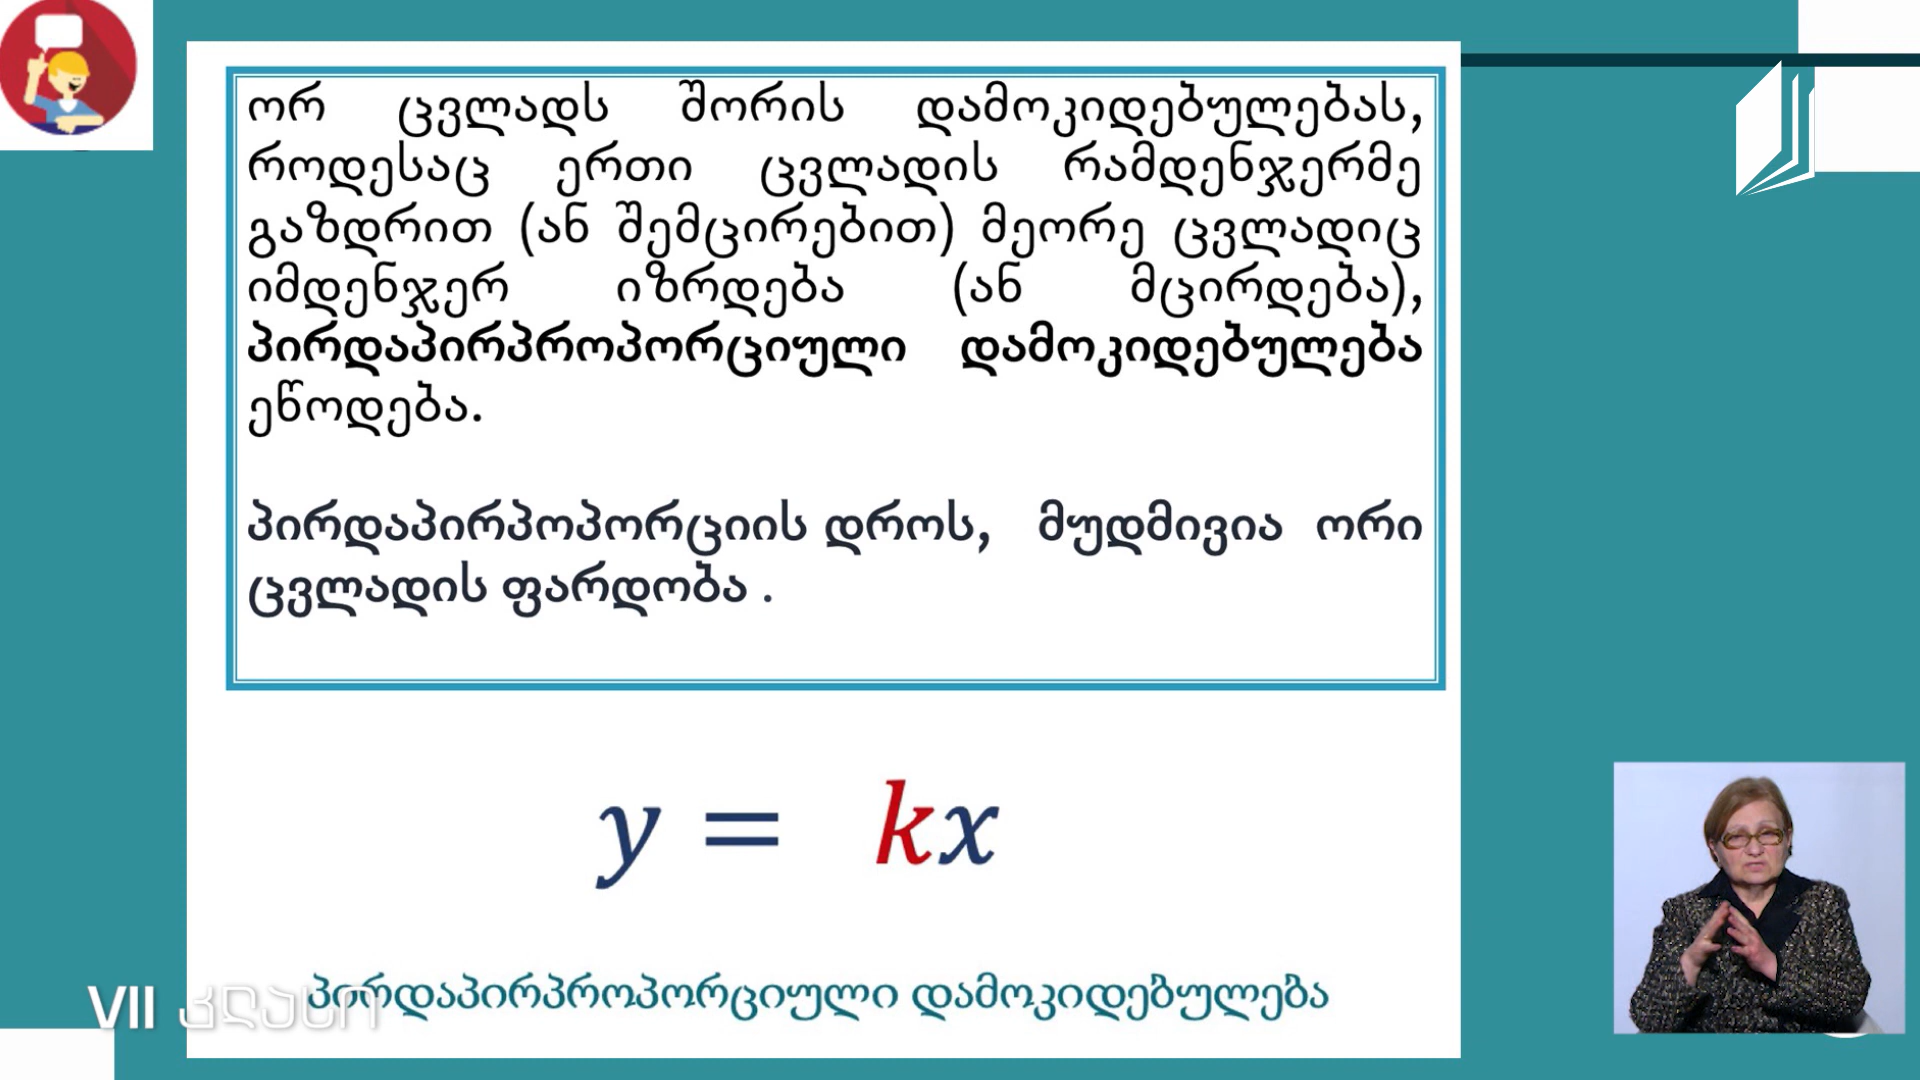 ორ ცვლადს შორის დამოკიდებულებას,
როდესაც ერთი ცვლადის რამდენჯერმე
გაზდრით (ან შემცირებით) მეორე ცვლადიც
იმდენჯერ იზრდება (ან მცირდება),
პირდაპირპროპორციული დამოკიდებულება
ეწოდება.
პირდაპირპოპორციის დროს, მუდმივია ორი
ცვლადის ფარდობა .
y = kx
პირდაპირპროპორციული დამოკიდებულება
VII კლასი